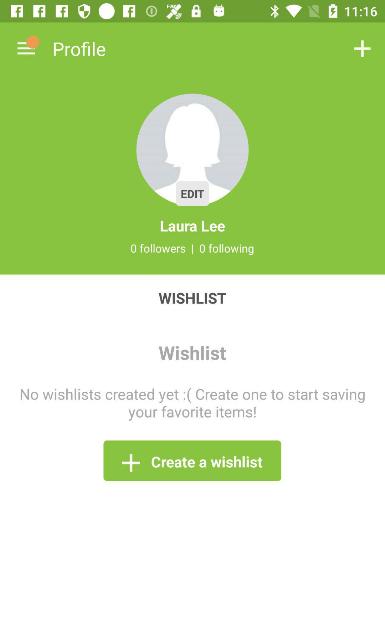 11:16
Profile
EDIT
Laura Lee
0 followers | 0 following
WISHLIST
Wishlist
No wishlists created yet :( Create one to start saving
your favorite items!
Create a wishlist